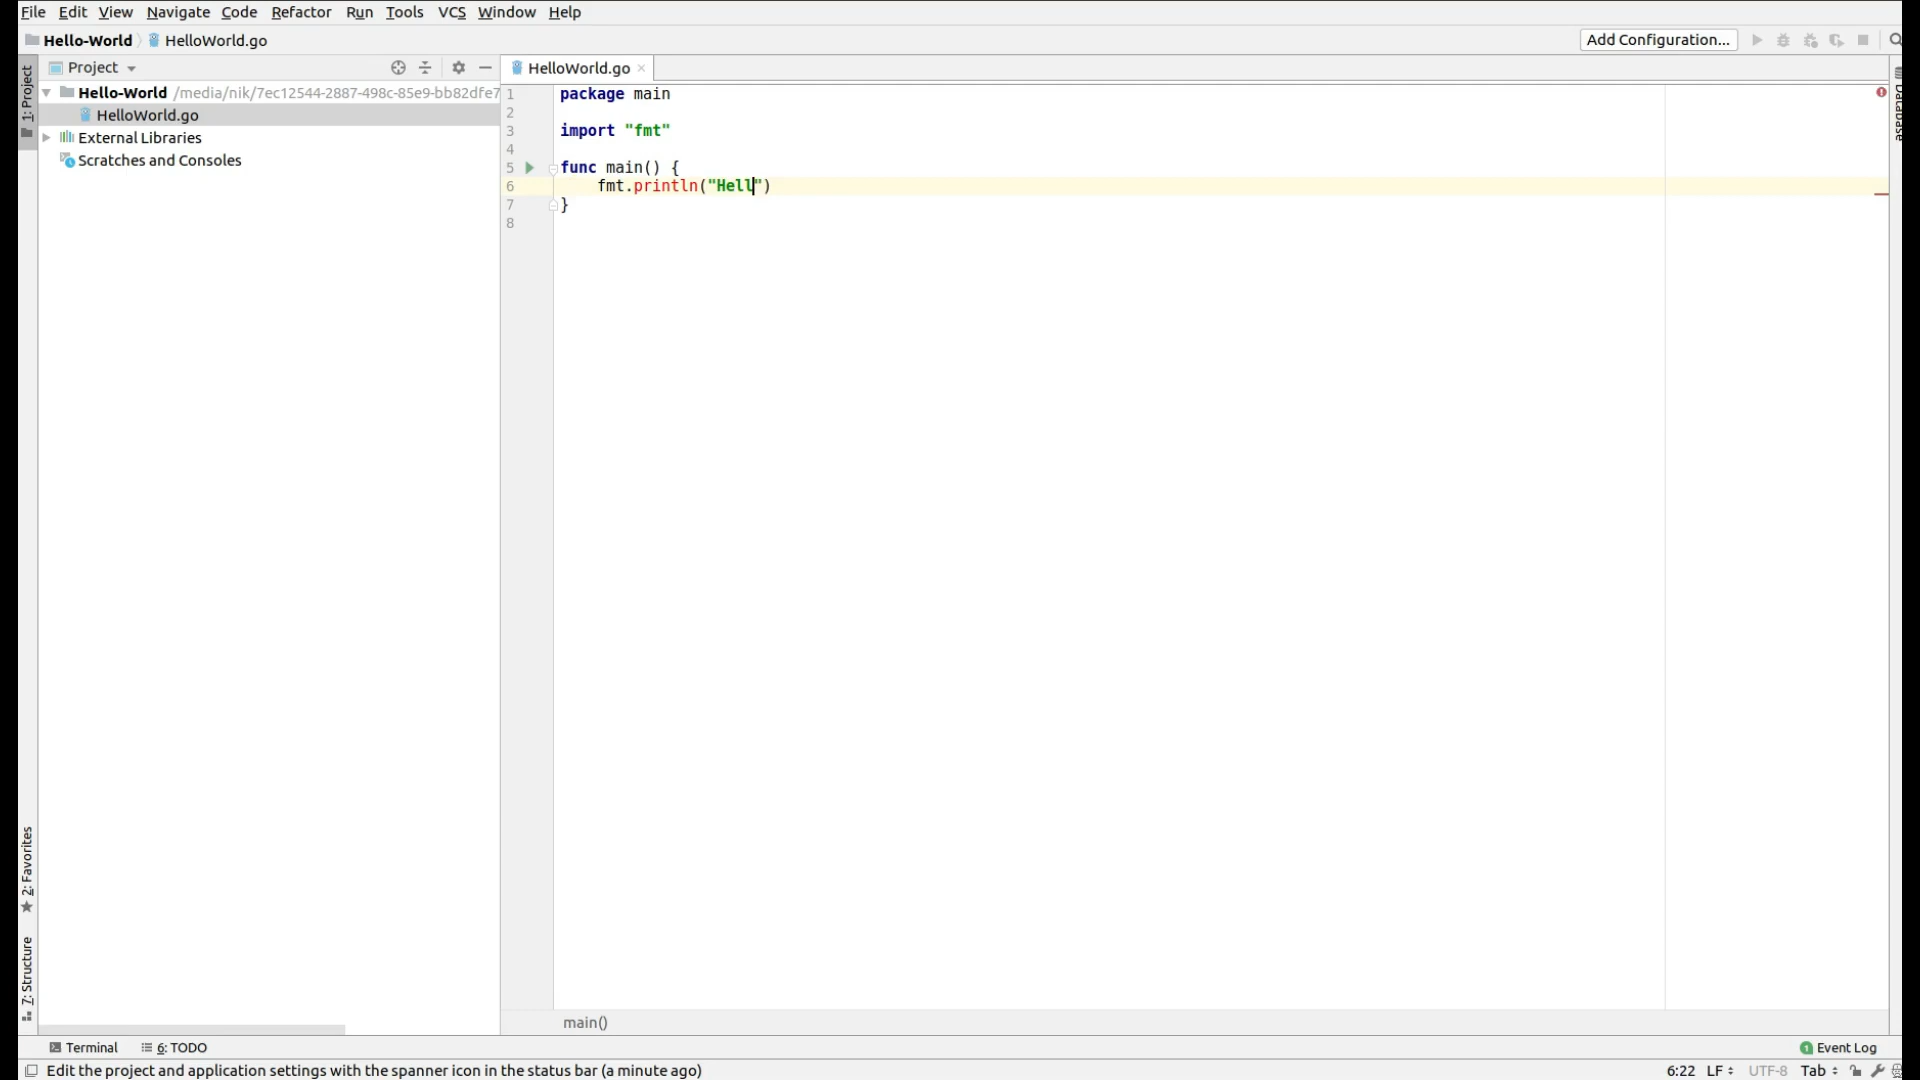 File Edit View Navigate Code Refactor Run Tools VCS Window Help
Hello-World HelloWorld.go Add Configuration...
1: Project
Project
HelloWorld.go
Hello-World /media/nik/7ec12544-2887-498c-85e9-bb82dfe7
HelloWorld.go
External Libraries
Scratches and Consoles
1 package main
2
3 import "fmt"
4
5 func main() {
6 fmt.println("Hell")
7 }
8
Database
2: Favorites
7: Structure
main()
Terminal 6: TODO 1 Event Log
Edit the project and application settings with the spanner icon in the status bar (a minute ago) 6:22 LF UTF-8 Tab